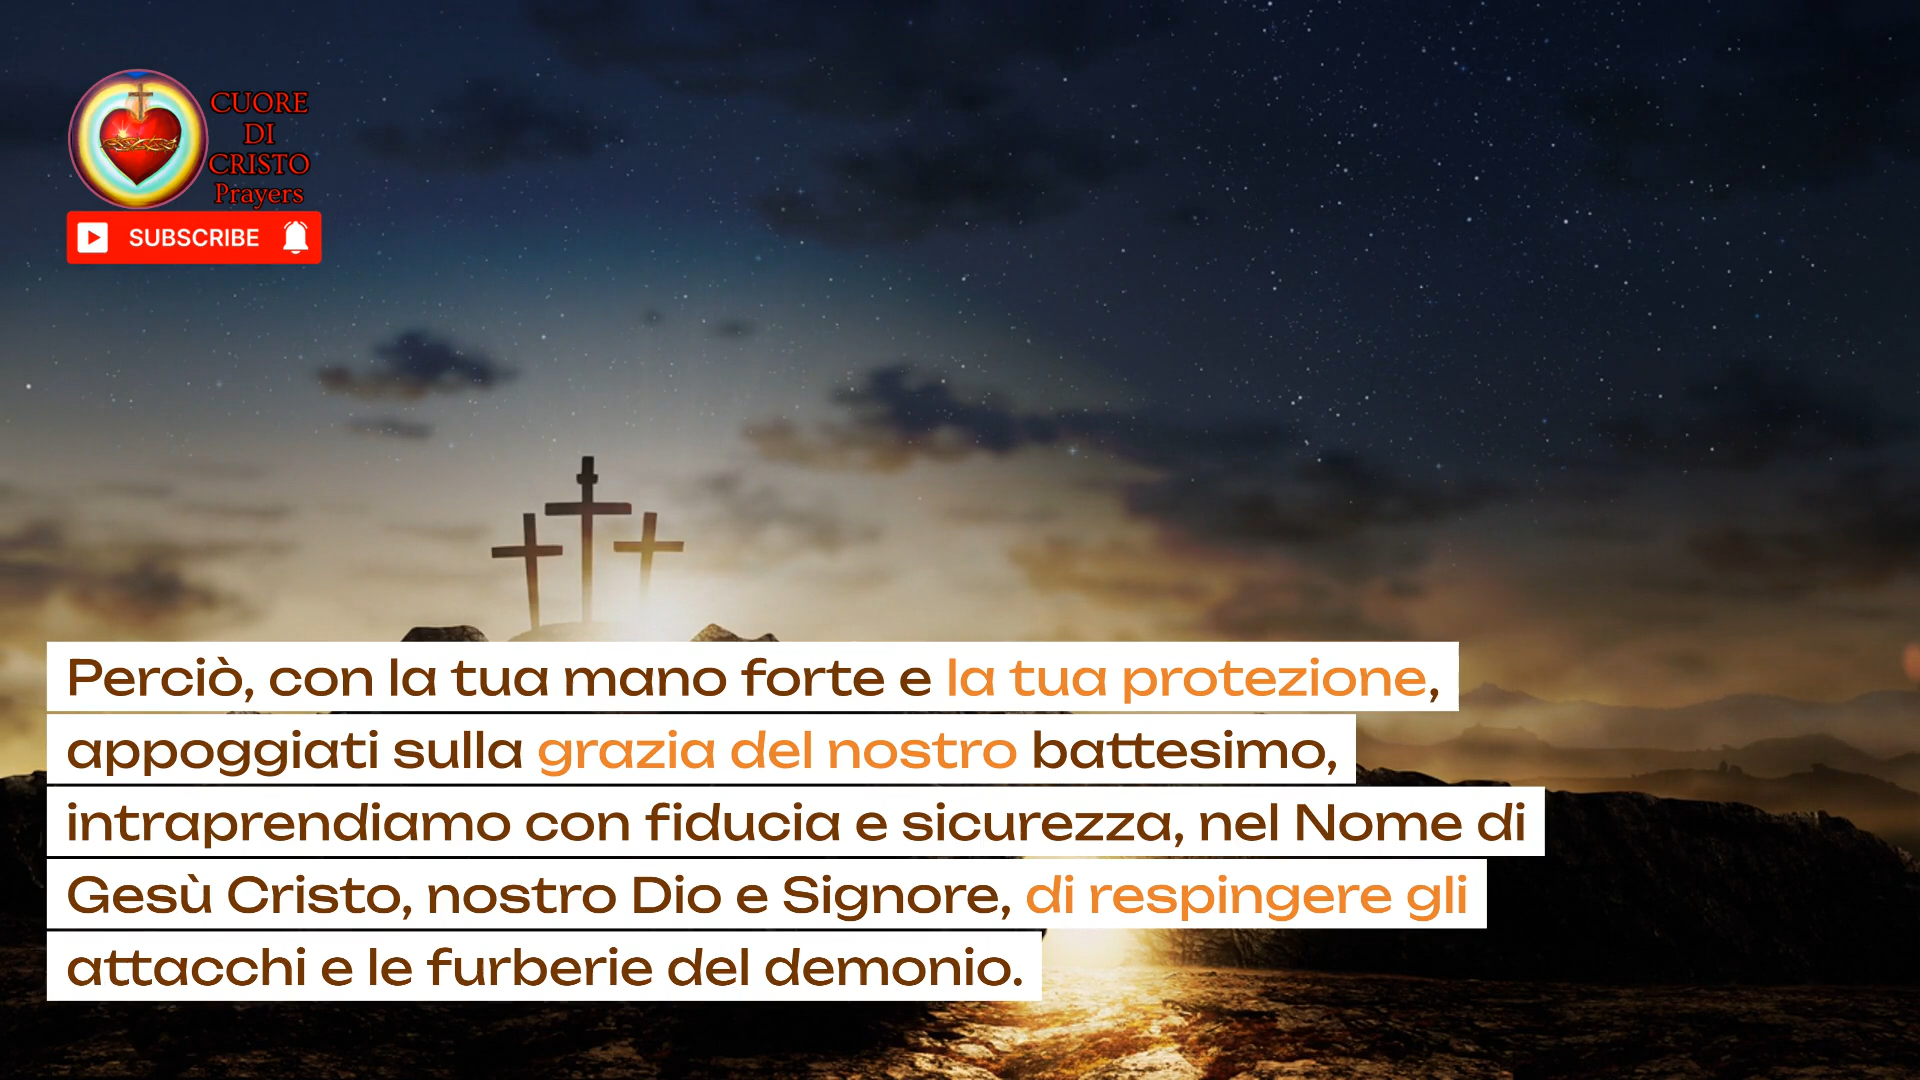 CUORE
DI
CRISTO
Prayers
SUBSCRIBE
Perciò, con la tua mano forte e la tua protezione,
appoggiati sulla grazia del nostro battesimo,
intraprendiamo con fiducia e sicurezza, nel Nome di
Gesù Cristo, nostro Dio e Signore, di respingere gli
attacchi e le furberie del demonio.